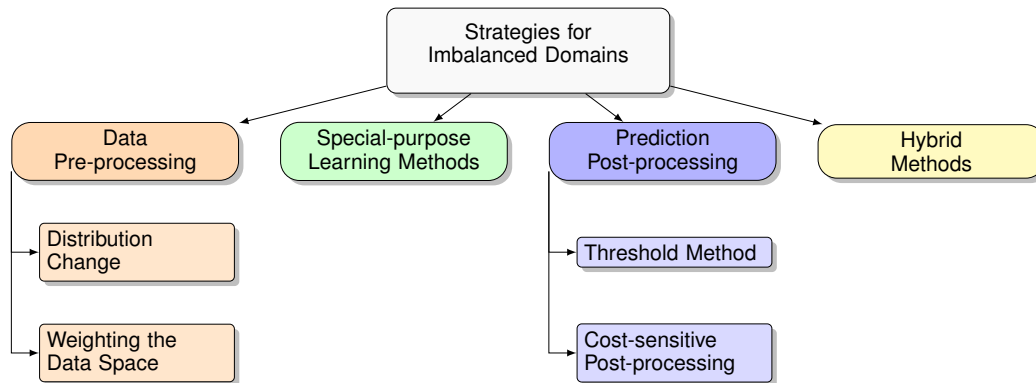 Strategies for
Imbalanced Domains
Data
Pre-processing
Special-purpose
Learning Methods
Prediction
Post-processing
Hybrid
Methods
Distribution
Change
Threshold Method
Weighting the
Data Space
Cost-sensitive
Post-processing